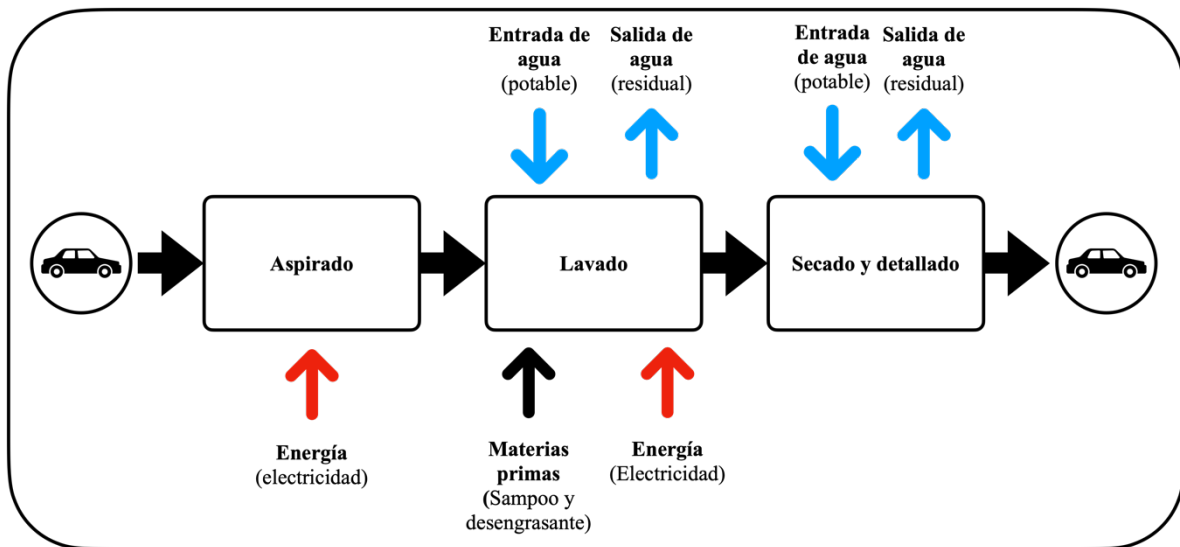 Entrada de
agua
(potable)
Salida de
agua
(residual)
Entrada
de agua
(potable)
Salida de
agua
(residual)
Aspirado
Lavado
Secado y detallado
Energía
(electricidad)
Materias
primas
(Sampoo y
desengrasante)
Energía
(Electricidad)